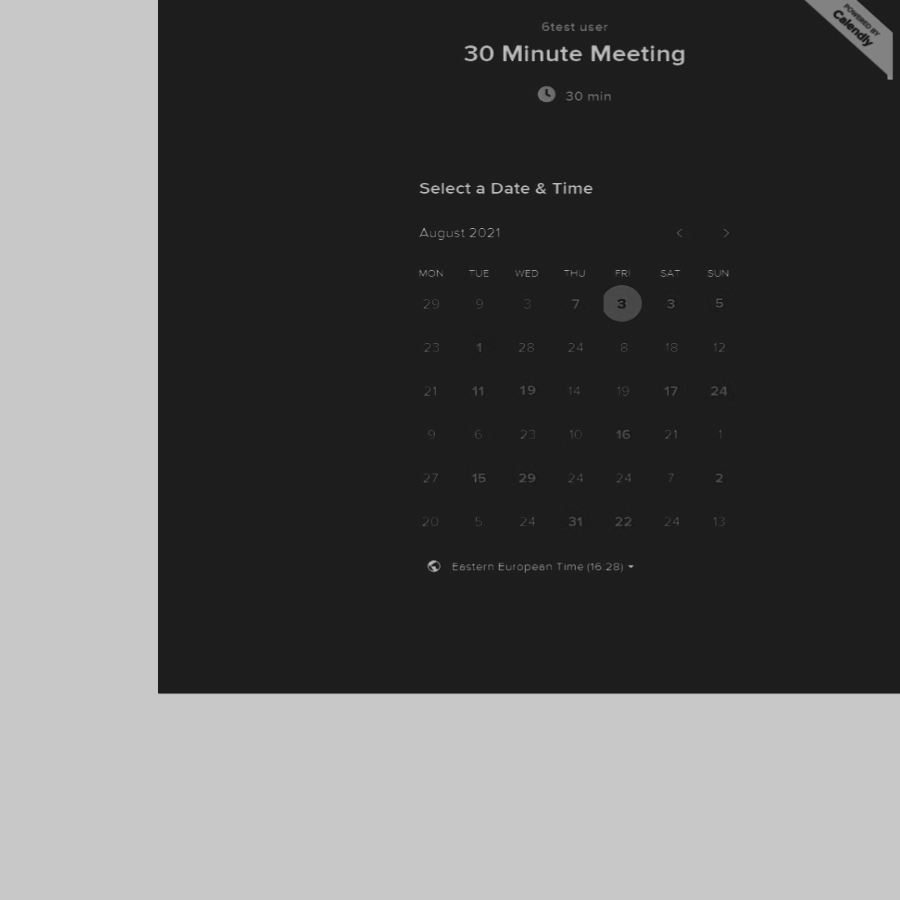 6test user
30 Minute Meeting
30 min
POWERED BY
Calendly
Select a Date & Time
August 2021
MON TUE WED THU FRI SAT SUN
29 9 3 7 3 3 5
23 1 28 24 8 18 12
21 11 19 14 19 17 24
9 6 23 10 16 21 1
27 15 29 24 24 7 2
20 5 24 31 22 24 13
Eastern European Time (16:28)